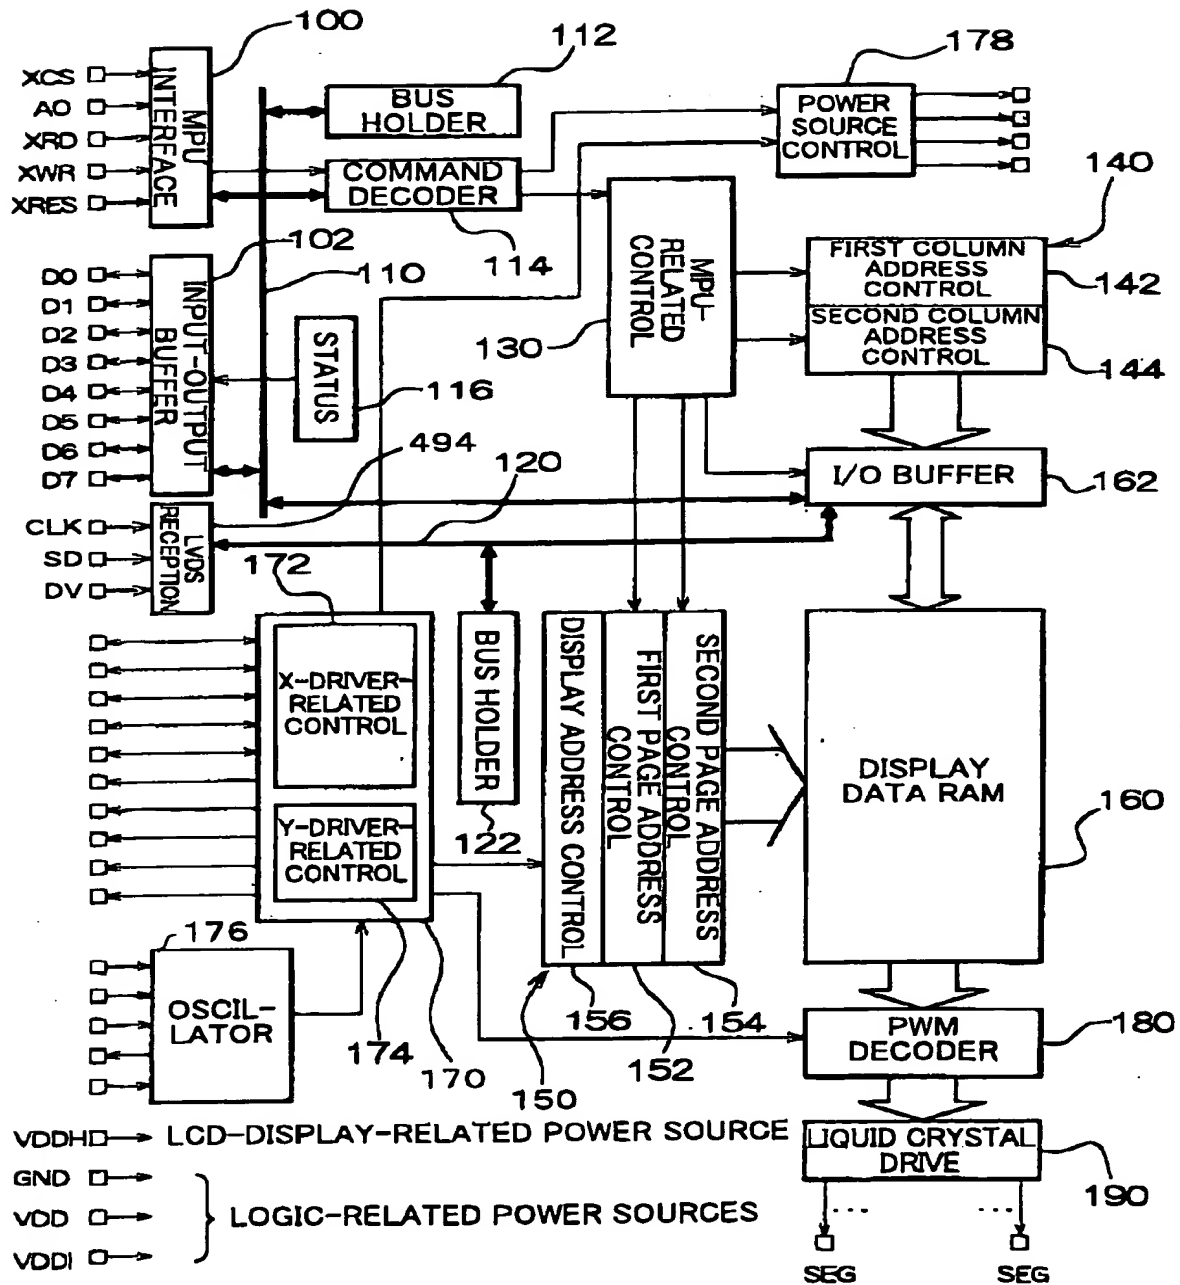 100
112
178
XCS
A0
XRD
XWR
XRES
MPU
INTERFACE
BUS
HOLDER
COMMAND
DECODER
POWER
SOURCE
CONTROL
102
110
114
MPU-
RELATED
CONTROL
140
FIRST COLUMN
ADDRESS
CONTROL
142
SECOND COLUMN
ADDRESS
CONTROL
144
D0
D1
D2
D3
D4
D5
D6
D7
INPUT-OUTPUT
BUFFER
STATUS
116
130
494
120
I/O BUFFER
162
CLK
SD
DV
LVDS
RECEPTION
172
X-DRIVER-
RELATED
CONTROL
Y-DRIVER-
RELATED
CONTROL
BUS HOLDER
122
DISPLAY ADDRESS CONTROL
FIRST PAGE ADDRESS
CONTROL
SECOND PAGE ADDRESS
CONTROL
DISPLAY
DATA RAM
160
176
OSCIL-
LATOR
174
170
150
156
152
154
PWM
DECODER
180
VDDH
LCD-DISPLAY-RELATED POWER SOURCE
LIQUID CRYSTAL
DRIVE
190
GND
VDD
VDDI
LOGIC-RELATED POWER SOURCES
SEG
SEG